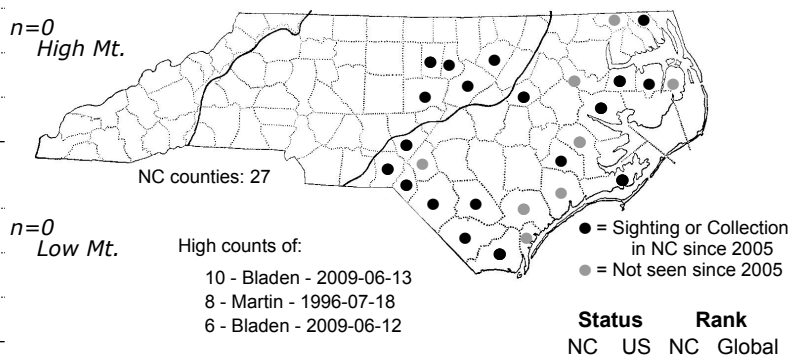 n=0
High Mt.
NC counties: 27
n=0
Low Mt.
High counts of:
10 - Bladen - 2009-06-13
8 - Martin - 1996-07-18
6 - Bladen - 2009-06-12
● = Sighting or Collection
in NC since 2005
● = Not seen since 2005
Status Rank
NC US NC Global